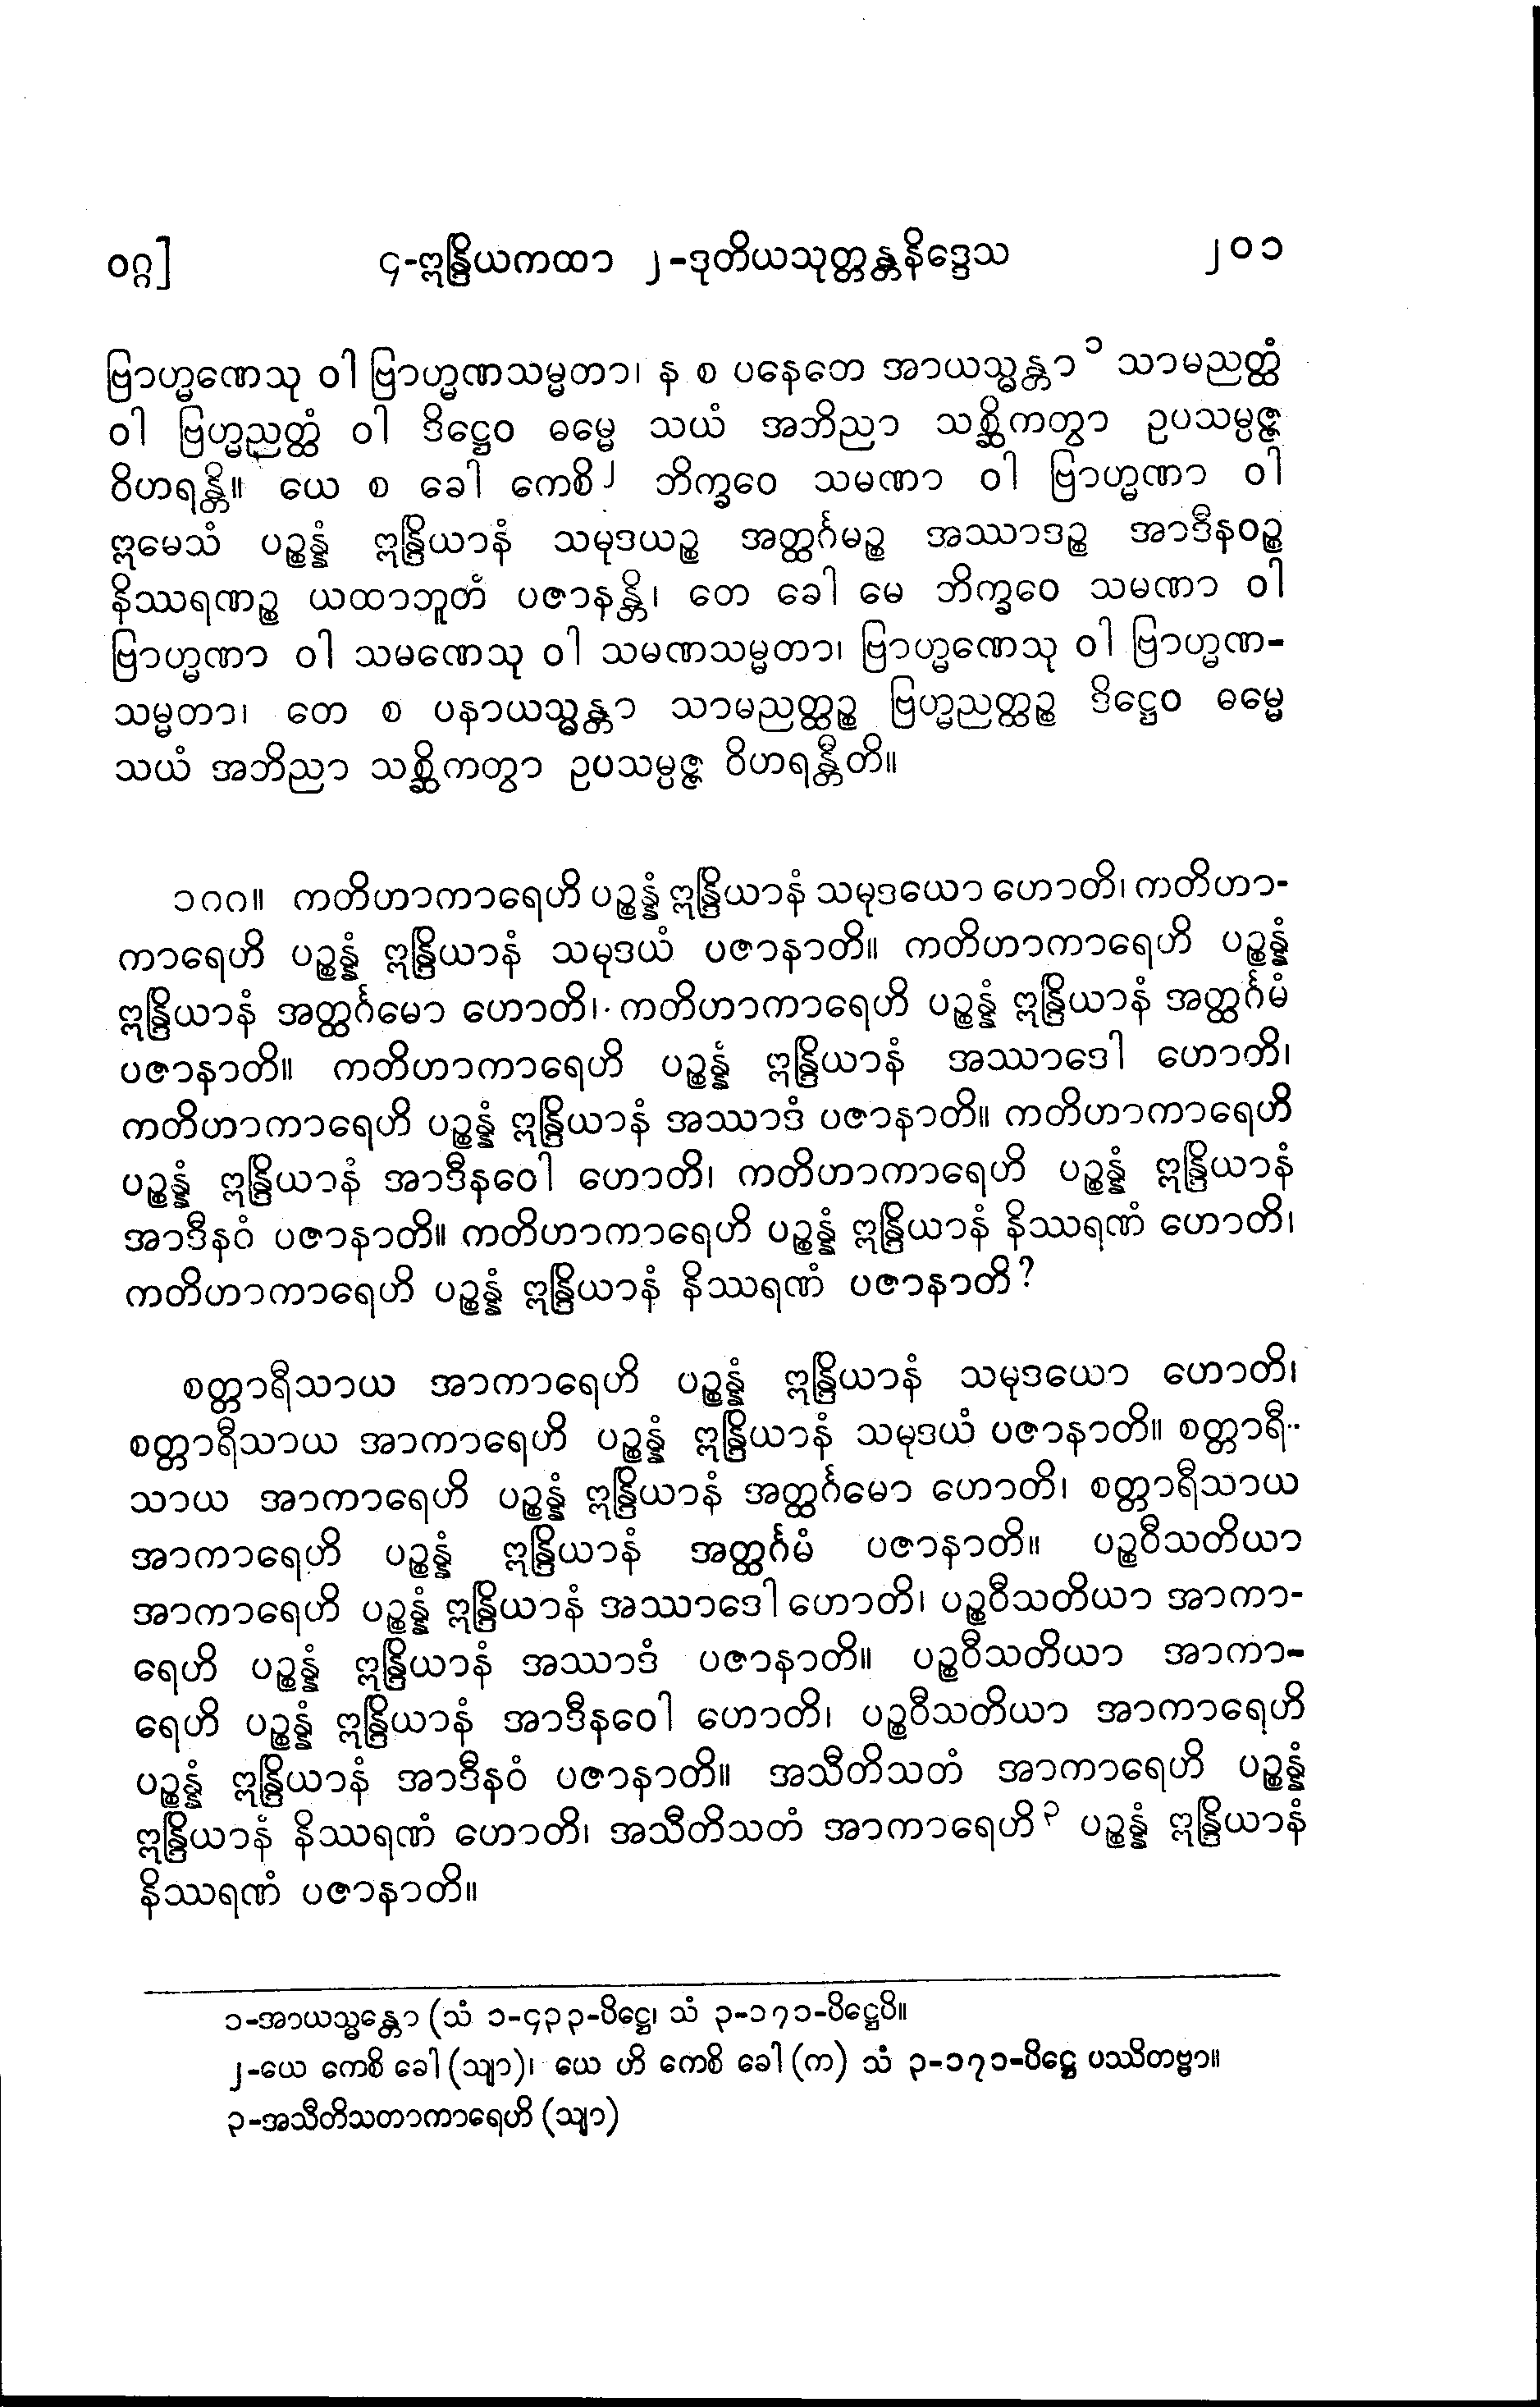 ဝဂ္ဂ] ၄-ဣန္ဒြိယကထာ ၂-ဒုတိယသုတ္တန္တနိဒ္ဒေသ ၂၀၁
ဗြာဟ္မဏေသု ဝါ ဗြာဟ္မဏသမ္မတာ၊ န စ ပနေတေ အာယသ္မန္တာ ၁ သာမညတ္ထံ
ဝါ ဗြဟ္မညတ္ထံ ဝါ ဒိဋ္ဌေဝ ဓမ္မေ သယံ အဘိညာ သစ္ဆိကတွာ ဥပသမ္ပဇ္ဇ
ဝိဟရန္တိ။ ယေ စ ခေါ ကေစိ ၂ ဘိက္ခဝေ သမဏာ ဝါ ဗြာဟ္မဏာ ဝါ
ဣမေသံ ပဉ္စန္နံ ဣန္ဒြိယာနံ သမုဒယဉ္စ အတ္ထင်္ဂမဉ္စ အဿာဒဉ္စ အာဒီနဝဉ္စ
နိဿရဏဉ္စ ယထာဘူတံ ပဇာနန္တိ၊ တေ ခေါ မေ ဘိက္ခဝေ သမဏာ ဝါ
ဗြာဟ္မဏာ ဝါ သမဏေသု ဝါ သမဏသမ္မတာ၊ ဗြာဟ္မဏေသု ဝါ ဗြာဟ္မဏ-
သမ္မတာ၊ တေ စ ပနာယသ္မန္တာ သာမညတ္ထဉ္စ ဗြဟ္မညတ္ထဉ္စ ဒိဋ္ဌေဝ ဓမ္မေ
သယံ အဘိညာ သစ္ဆိကတွာ ဥပသမ္ပဇ္ဇ ဝိဟရန္တီတိ။
၁ဂဂ။ ကတိဟာကာရေဟိ ပဉ္စန္နံ ဣန္ဒြိယာနံ သမုဒယော ဟောတိ၊ ကတိဟာ-
ကာရေဟိ ပဉ္စန္နံ ဣန္ဒြိယာနံ သမုဒယံ ပဇာနာတိ။ ကတိဟာကာရေဟိ ပဉ္စန္နံ
ဣန္ဒြိယာနံ အတ္ထင်္ဂမော ဟောတိ၊ ကတိဟာကာရေဟိ ပဉ္စန္နံ ဣန္ဒြိယာနံ အတ္ထင်္ဂမံ
ပဇာနာတိ။ ကတိဟာကာရေဟိ ပဉ္စန္နံ ဣန္ဒြိယာနံ အဿာဒေါ ဟောတိ၊
ကတိဟာကာရေဟိ ပဉ္စန္နံ ဣန္ဒြိယာနံ အဿာဒံ ပဇာနာတိ။ ကတိဟာကာရေဟိ
ပဉ္စန္နံ ဣန္ဒြိယာနံ အာဒီနဝေါ ဟောတိ၊ ကတိဟာကာရေဟိ ပဉ္စန္နံ ဣန္ဒြိယာနံ
အာဒီနဝံ ပဇာနာတိ။ ကတိဟာကာရေဟိ ပဉ္စန္နံ ဣန္ဒြိယာနံ နိဿရဏံ ဟောတိ၊
ကတိဟာကာရေဟိ ပဉ္စန္နံ ဣန္ဒြိယာနံ နိဿရဏံ ပဇာနာတိ?
စတ္တာရီသာယ အာကာရေဟိ ပဉ္စန္နံ ဣန္ဒြိယာနံ သမုဒယော ဟောတိ၊
စတ္တာရီသာယ အာကာရေဟိ ပဉ္စန္နံ ဣန္ဒြိယာနံ သမုဒယံ ပဇာနာတိ။ စတ္တာရီ-
သာယ အာကာရေဟိ ပဉ္စန္နံ ဣန္ဒြိယာနံ အတ္ထင်္ဂမော ဟောတိ၊ စတ္တာရီသာယ
အာကာရေဟိ ပဉ္စန္နံ ဣန္ဒြိယာနံ အတ္ထင်္ဂမံ ပဇာနာတိ။ ပဉ္စဝီသတိယာ
အာကာရေဟိ ပဉ္စန္နံ ဣန္ဒြိယာနံ အဿာဒေါ ဟောတိ၊ ပဉ္စဝီသတိယာ အာကာ-
ရေဟိ ပဉ္စန္နံ ဣန္ဒြိယာနံ အဿာဒံ ပဇာနာတိ။ ပဉ္စဝီသတိယာ အာကာ-
ရေဟိ ပဉ္စန္နံ ဣန္ဒြိယာနံ အာဒီနဝေါ ဟောတိ၊ ပဉ္စဝီသတိယာ အာကာရေဟိ
ပဉ္စန္နံ ဣန္ဒြိယာနံ အာဒီနဝံ ပဇာနာတိ။ အသီတိသတံ အာကာရေဟိ ပဉ္စန္နံ
ဣန္ဒြိယာနံ နိဿရဏံ ဟောတိ၊ အသီတိသတံ အာကာရေဟိ ၃ ပဉ္စန္နံ ဣန္ဒြိယာနံ
နိဿရဏံ ပဇာနာတိ။
၁-အာယသ္မန္တော (သံ ၁-၄၃၃-ပိဋ္ဌေ၊ သံ ၃-၁၇၁-ပိဋ္ဌေပိ။
၂-ယေ ကေစိ ခေါ (သျာ)၊ ယေ ဟိ ကေစိ ခေါ (က) သံ ၃-၁၇၁-ပိဋ္ဌေ ပဿိတဗ္ဗာ။
၃-အသီတိသတာကာရေဟိ (သျာ)